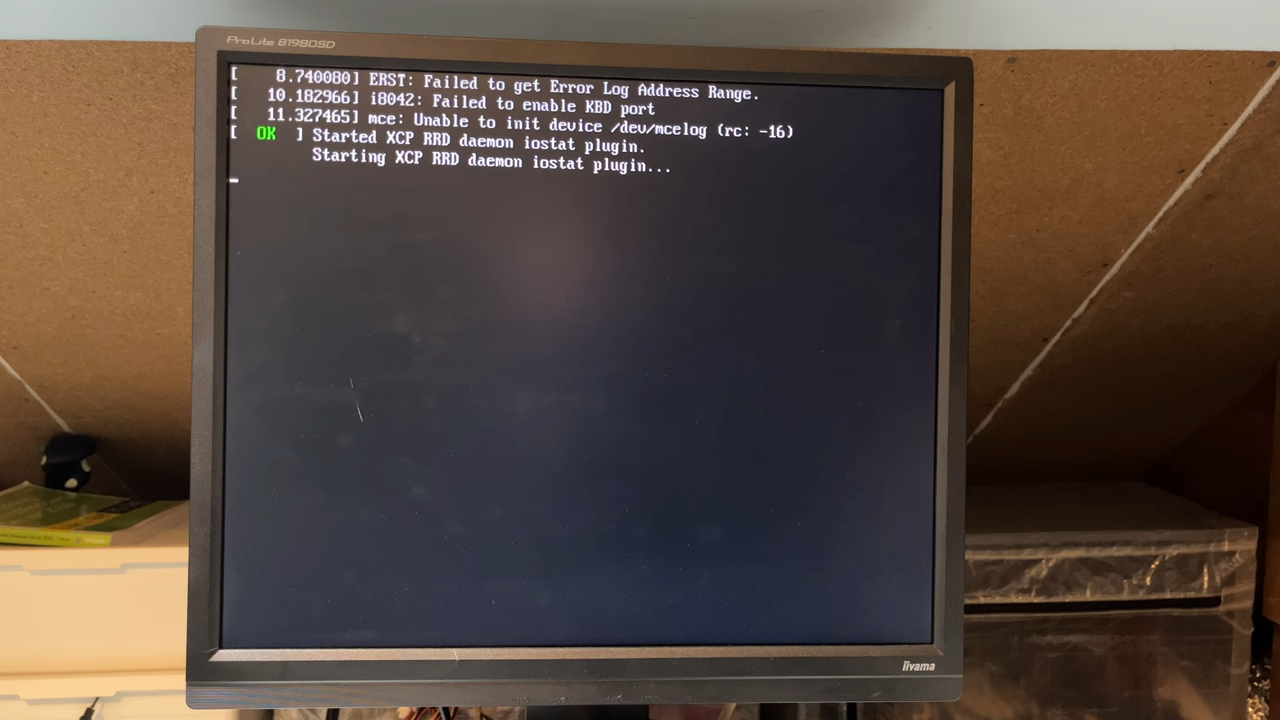 ProLite B1980SD
[    8.740080] ERST: Failed to get Error Log Address Range.
[   10.182966] i8042: Failed to enable KBD port
[   11.327465] mce: Unable to init device /dev/mcelog (rc: -16)
[  OK  ] Started XCP RRD daemon iostat plugin.
         Starting XCP RRD daemon iostat plugin...
iiyama